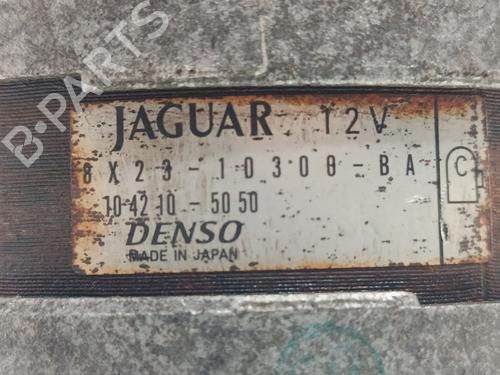 B-PARTS
JAGUAR 12V
8X23-10300-BA C
104210-5050
DENSO
MADE IN JAPAN